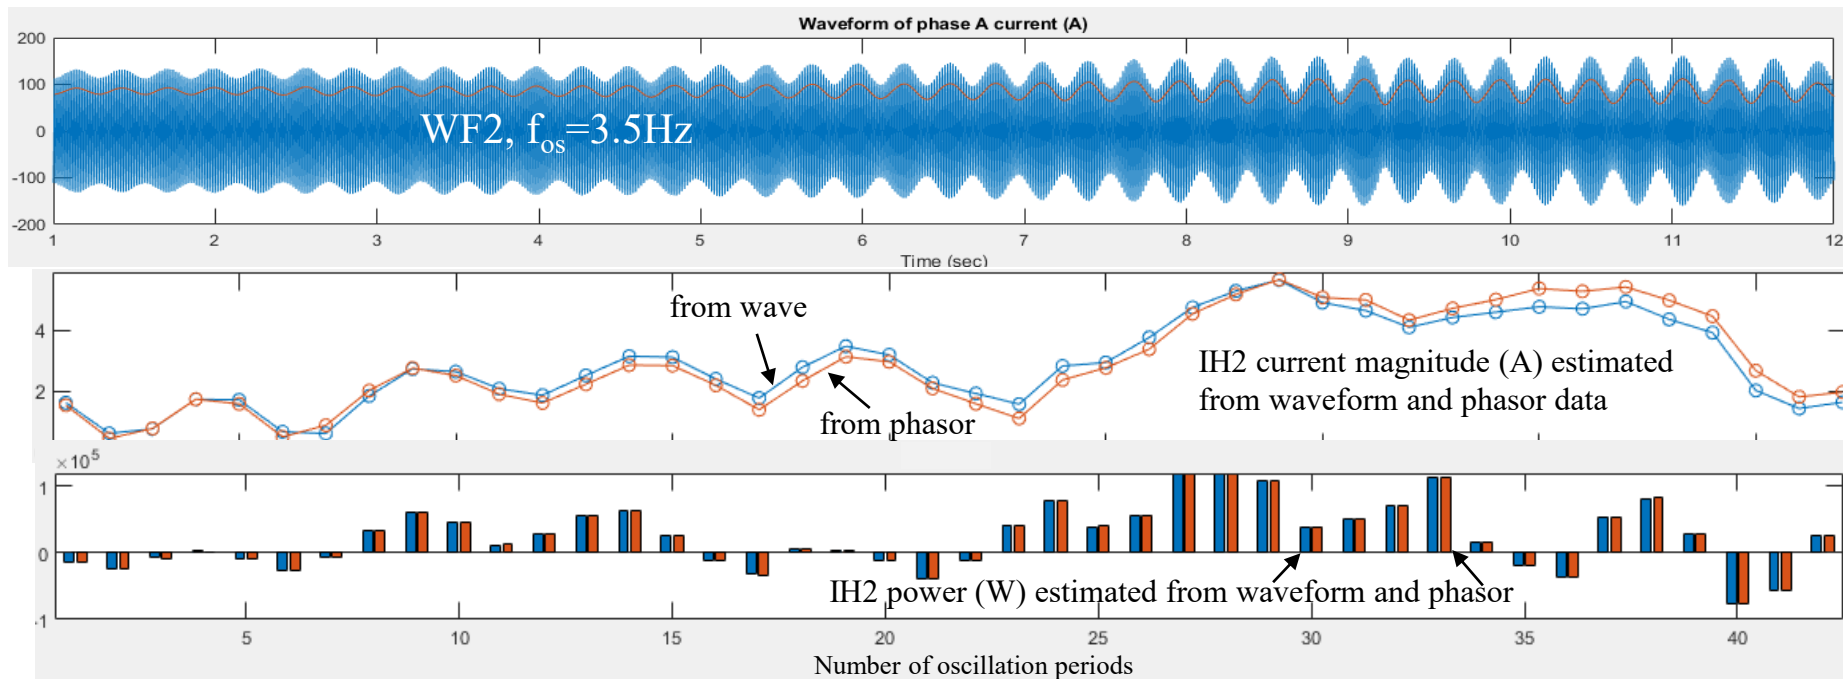 Waveform of phase A current (A)
200
100
0
-100
-200
WF2, fos=3.5Hz
1 2 3 4 5 6 7 8 9 10 11 12
Time (sec)
4
2
from wave
from phasor
IH2 current magnitude (A) estimated
from waveform and phasor data
×10^5
1
0
-1
IH2 power (W) estimated from waveform and phasor
5 10 15 20 25 30 35 40
Number of oscillation periods